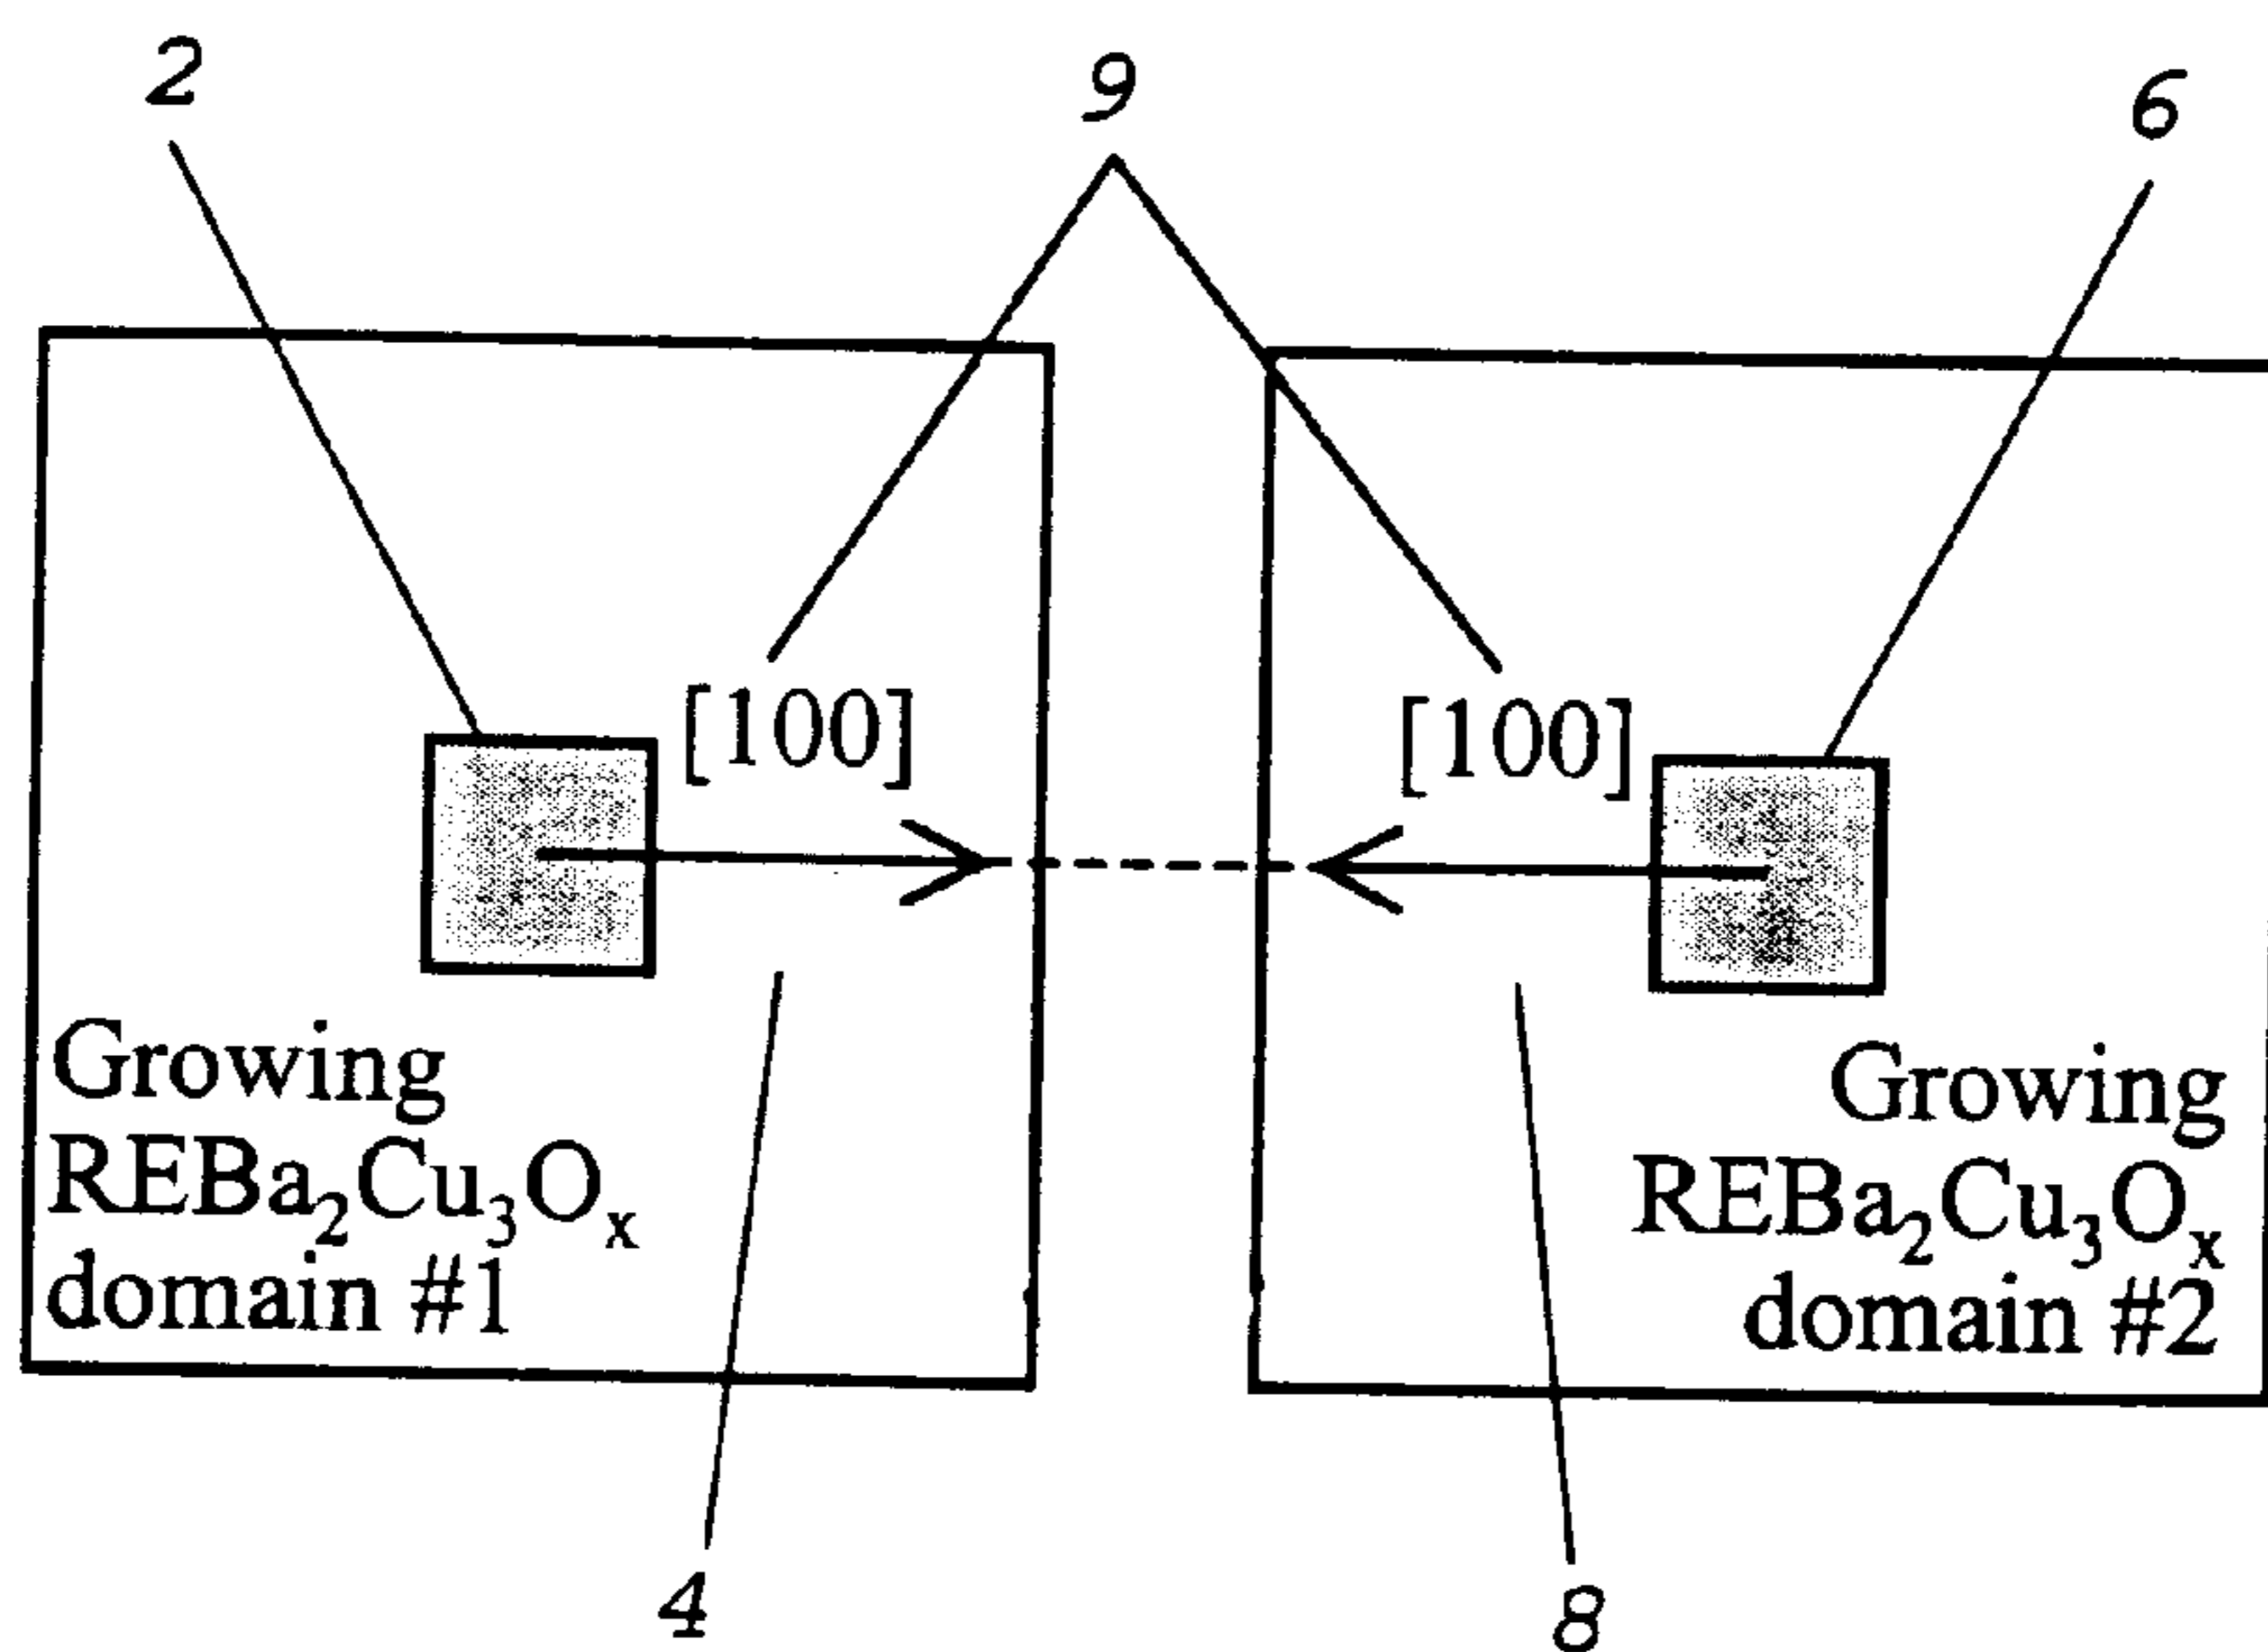 2
9
6
[100]
[100]
Growing
REBa₂Cu₃Oₓ
domain #1
Growing
REBa₂Cu₃Oₓ
domain #2
4
8